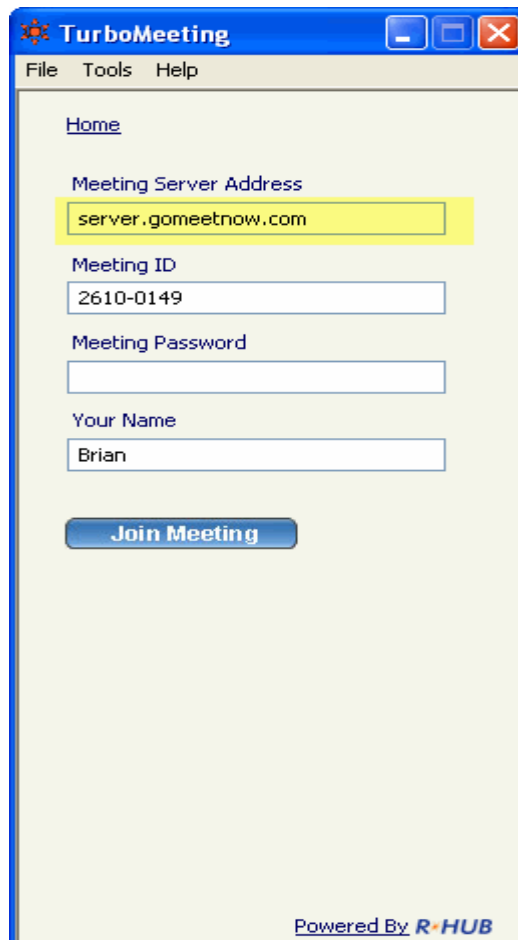 TurboMeeting
File Tools Help
Home
Meeting Server Address
server.gomeetnow.com
Meeting ID
2610-0149
Meeting Password
Your Name
Brian
Join Meeting
Powered By R·HUB